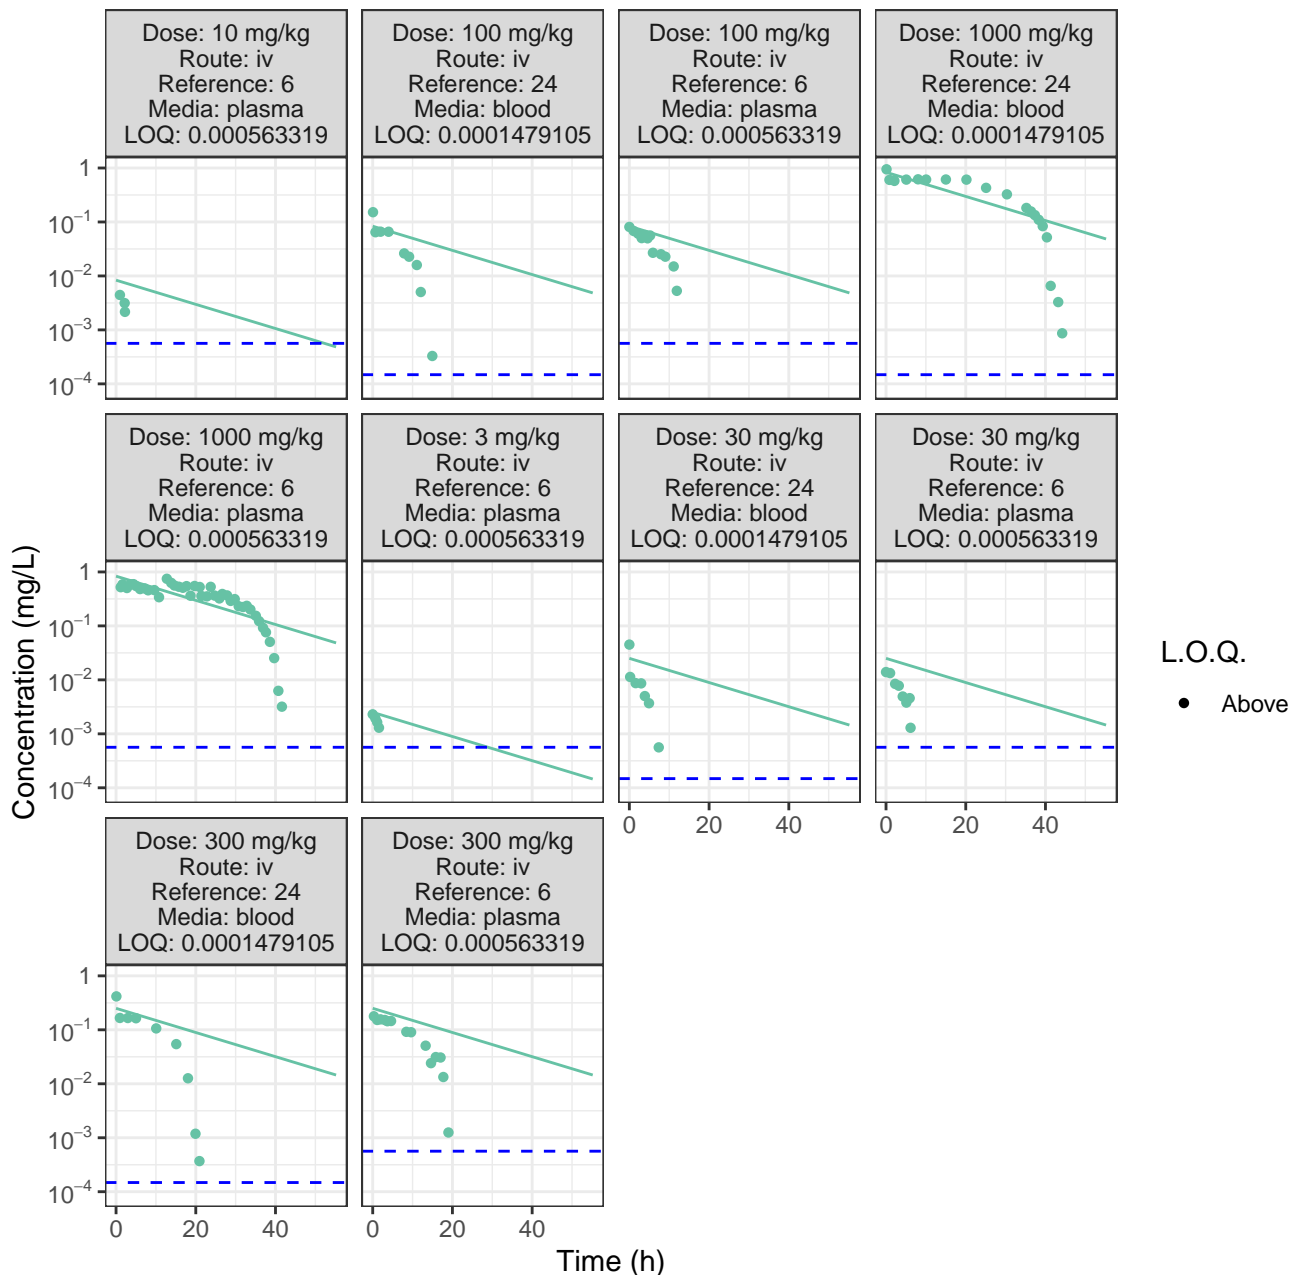 Dose: 10 mg/kg
Route: iv
Reference: 6
Media: plasma
LOQ: 0.000563319
Dose: 100 mg/kg
Route: iv
Reference: 24
Media: blood
LOQ: 0.0001479105
Dose: 100 mg/kg
Route: iv
Reference: 6
Media: plasma
LOQ: 0.000563319
Dose: 1000 mg/kg
Route: iv
Reference: 24
Media: blood
LOQ: 0.0001479105
1
10⁻¹
10⁻²
10⁻³
10⁻⁴
Dose: 1000 mg/kg
Route: iv
Reference: 6
Media: plasma
LOQ: 0.000563319
Dose: 3 mg/kg
Route: iv
Reference: 6
Media: plasma
LOQ: 0.000563319
Dose: 30 mg/kg
Route: iv
Reference: 24
Media: blood
LOQ: 0.0001479105
Dose: 30 mg/kg
Route: iv
Reference: 6
Media: plasma
LOQ: 0.000563319
1
10⁻¹
10⁻²
10⁻³
10⁻⁴
0 20 40
0 20 40
Dose: 300 mg/kg
Route: iv
Reference: 24
Media: blood
LOQ: 0.0001479105
Dose: 300 mg/kg
Route: iv
Reference: 6
Media: plasma
LOQ: 0.000563319
1
10⁻¹
10⁻²
10⁻³
10⁻⁴
0 20 40
0 20 40
Time (h)
Concentration (mg/L)
L.O.Q.
Above